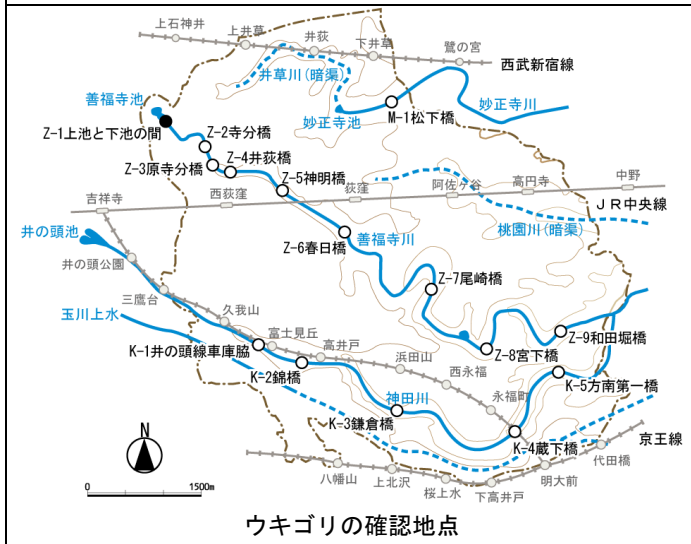 上石神井
上井草
井荻
下井草
鷺の宮
西武新宿線
井草川(暗渠)
善福寺池
妙正寺池
M-1松下橋
妙正寺川
Z-1上池と下池の間
Z-2寺分橋
Z-3原寺分橋
Z-4井荻橋
Z-5神明橋
吉祥寺
西荻窪
荻窪
阿佐ケ谷
高円寺
中野
JR中央線
井の頭池
Z-6春日橋
善福寺川
桃園川(暗渠)
井の頭公園
Z-7尾崎橋
三鷹台
玉川上水
久我山
富士見丘
高井戸
Z-9和田堀橋
K-1井の頭線車庫脇
浜田山
Z-8宮下橋
K-2錦橋
西永福
K-5方南第一橋
神田川
永福町
K-3鎌倉橋
N
K-4蔵下橋
京王線
代田橋
八幡山
上北沢
桜上水
下高井戸
明大前
0 1500m
ウキゴリの確認地点